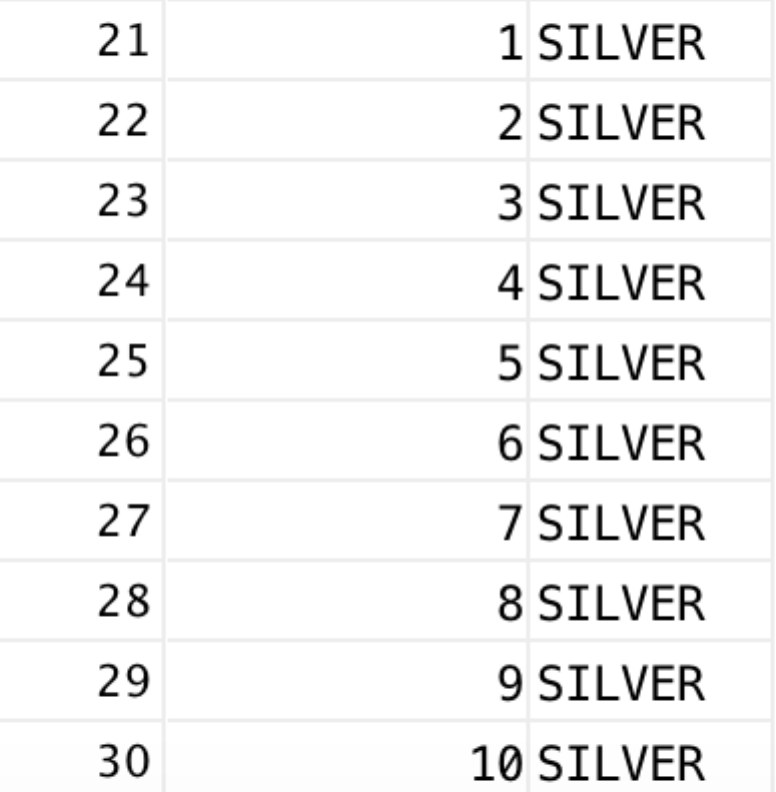 21 1 SILVER
22 2 SILVER
23 3 SILVER
24 4 SILVER
25 5 SILVER
26 6 SILVER
27 7 SILVER
28 8 SILVER
29 9 SILVER
30 10 SILVER